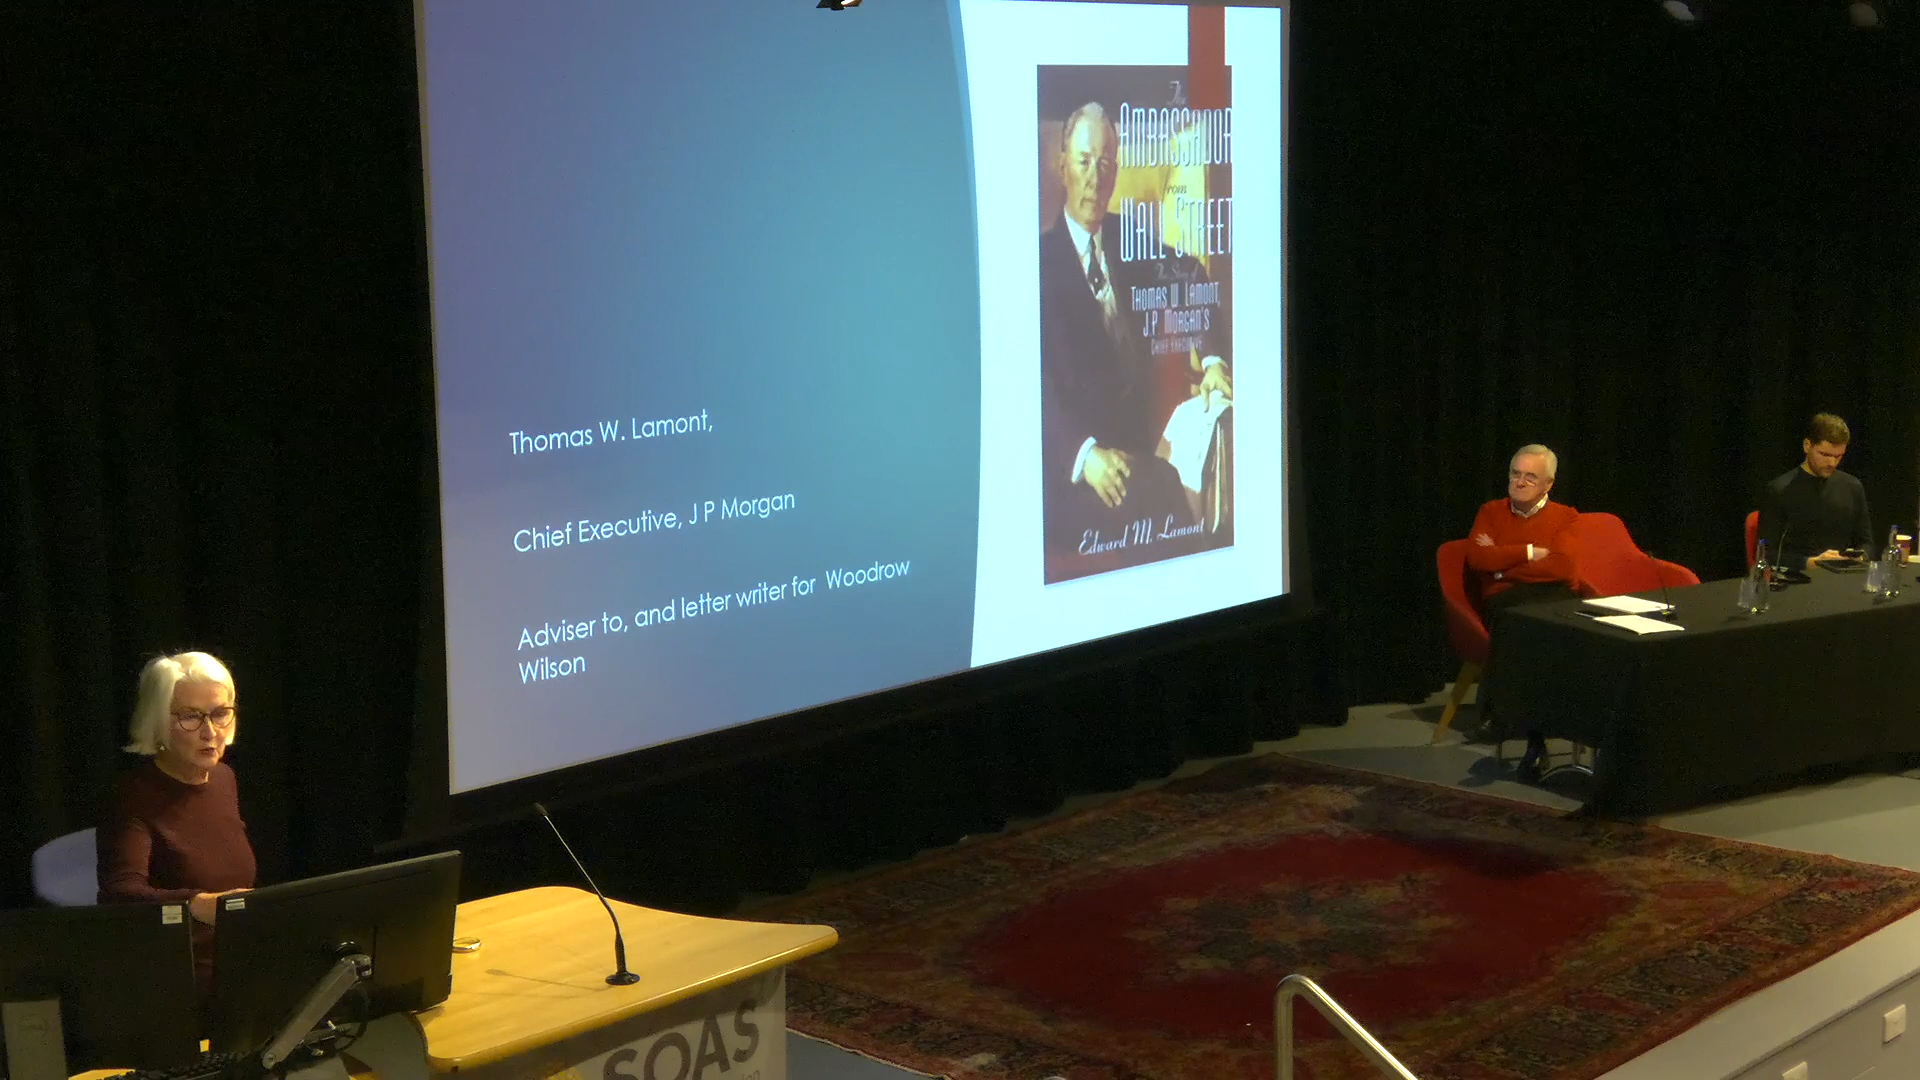 Thomas W. Lamont,
Chief Executive, J P Morgan
Adviser to, and letter writer for Woodrow
Wilson
The
AMBASSADOR
from
WALL STREET
The Story of
THOMAS W. LAMONT,
J.P. MORGAN'S
CHIEF EXECUTIVE
Edward M. Lamont
SOAS